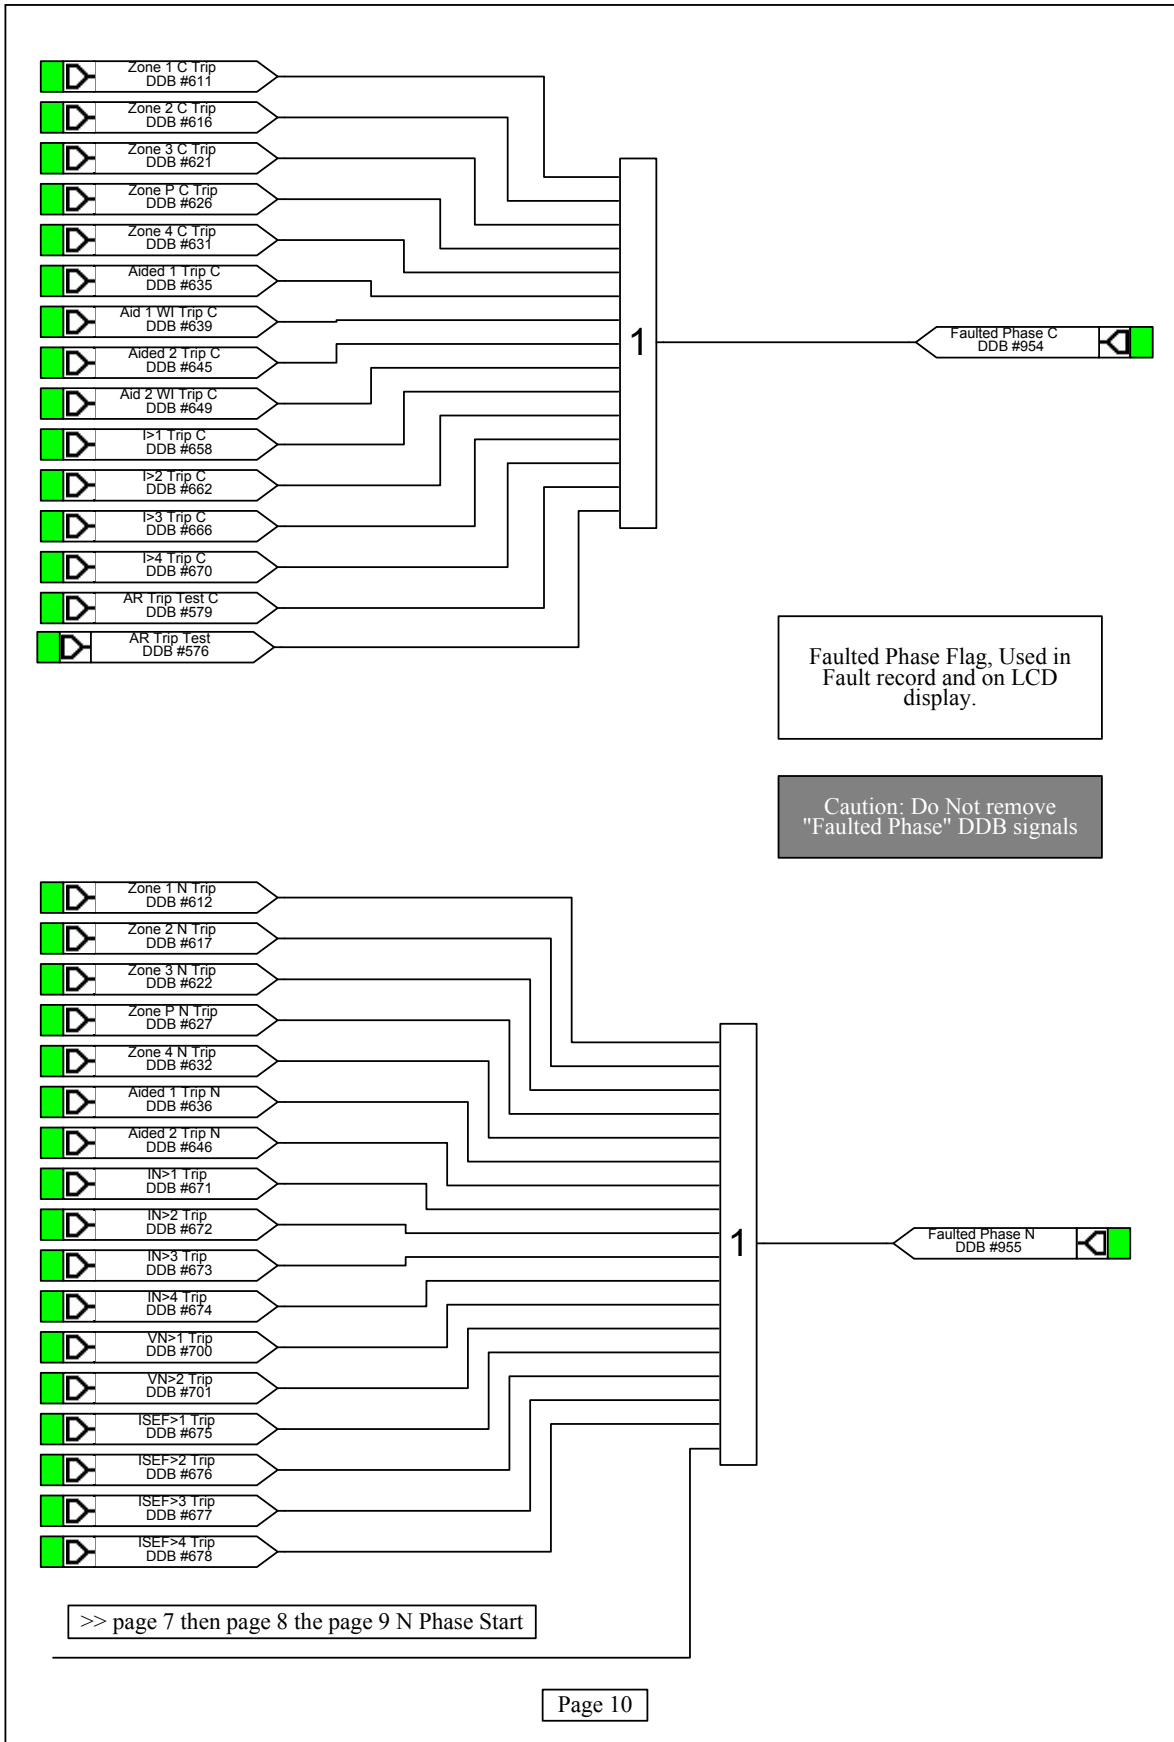 Zone 1 C Trip
DDB #611
Zone 2 C Trip
DDB #616
Zone 3 C Trip
DDB #621
Zone P C Trip
DDB #626
Zone 4 C Trip
DDB #631
Aided 1 Trip C
DDB #635
Aid 1 WI Trip C
DDB #639
Aided 2 Trip C
DDB #645
Aid 2 WI Trip C
DDB #649
I>1 Trip C
DDB #658
I>2 Trip C
DDB #662
I>3 Trip C
DDB #666
I>4 Trip C
DDB #670
AR Trip Test C
DDB #579
AR Trip Test
DDB #576
1
Faulted Phase C
DDB #954
Faulted Phase Flag, Used in
Fault record and on LCD
display.
Caution: Do Not remove
"Faulted Phase" DDB signals
Zone 1 N Trip
DDB #612
Zone 2 N Trip
DDB #617
Zone 3 N Trip
DDB #622
Zone P N Trip
DDB #627
Zone 4 N Trip
DDB #632
Aided 1 Trip N
DDB #636
Aided 2 Trip N
DDB #646
IN>1 Trip
DDB #671
IN>2 Trip
DDB #672
IN>3 Trip
DDB #673
IN>4 Trip
DDB #674
VN>1 Trip
DDB #700
VN>2 Trip
DDB #701
ISEF>1 Trip
DDB #675
ISEF>2 Trip
DDB #676
ISEF>3 Trip
DDB #677
ISEF>4 Trip
DDB #678
1
Faulted Phase N
DDB #955
>> page 7 then page 8 the page 9 N Phase Start
Page 10